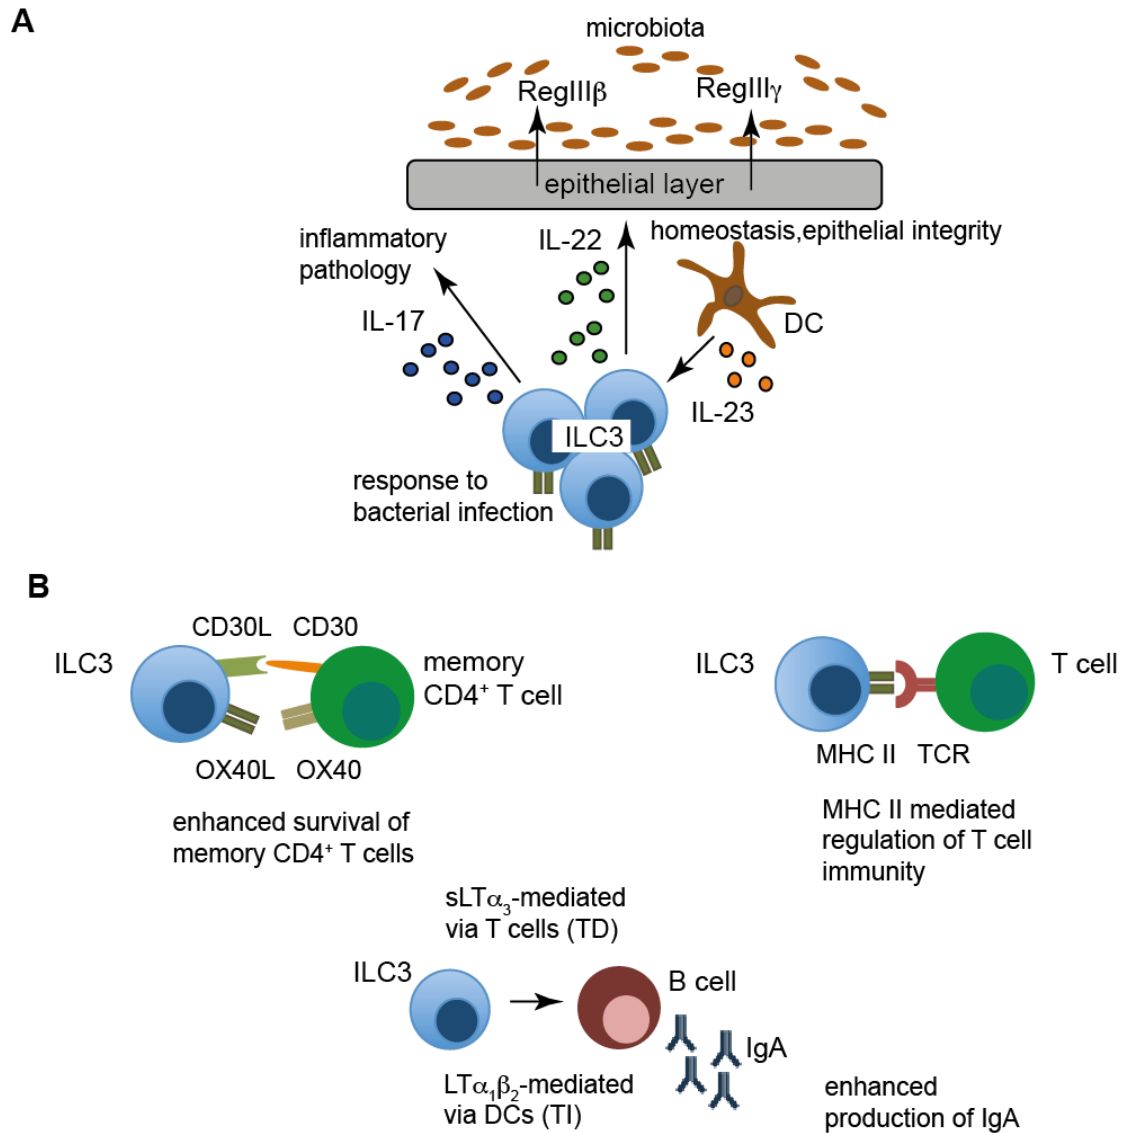 A
microbiota
RegIIIβ
RegIIIγ
epithelial layer
inflammatory
pathology
IL-22
homeostasis,epithelial integrity
IL-17
DC
IL-23
ILC3
response to
bacterial infection
B
CD30L CD30
ILC3
memory
CD4⁺ T cell
OX40L OX40
enhanced survival of
memory CD4⁺ T cells
ILC3
T cell
MHC II TCR
MHC II mediated
regulation of T cell
immunity
sLTα₃-mediated
via T cells (TD)
ILC3
B cell
IgA
LTα₁β₂-mediated
via DCs (TI)
enhanced
production of IgA